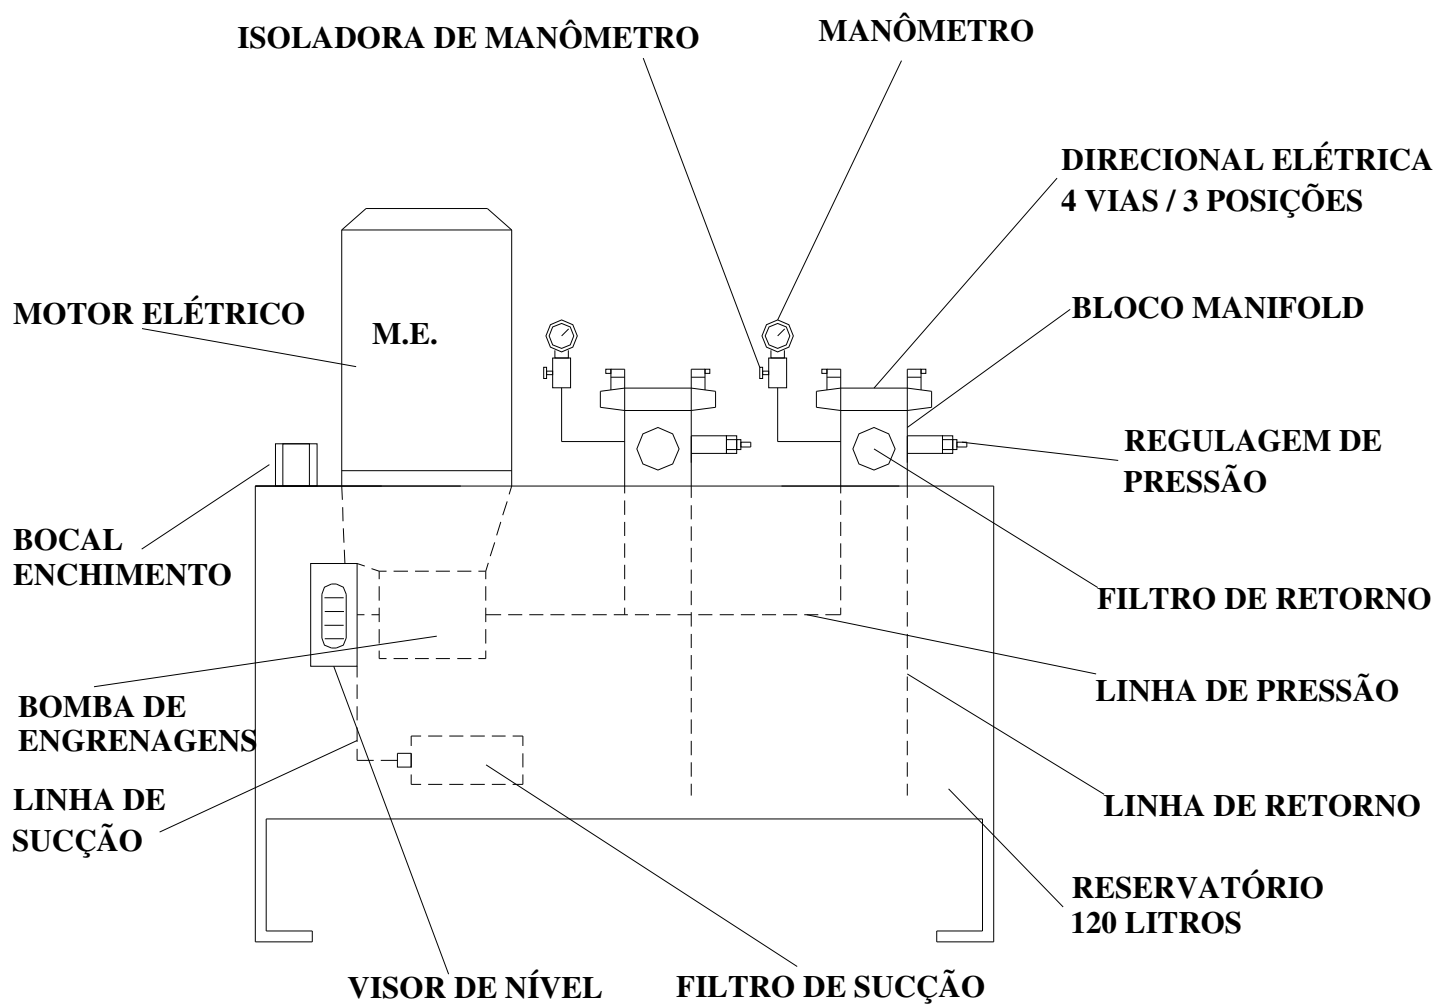 ISOLADORA DE MANÔMETRO
MANÔMETRO
DIRECIONAL ELÉTRICA
4 VIAS / 3 POSIÇÕES
MOTOR ELÉTRICO
M.E.
BLOCO MANIFOLD
REGULAGEM DE
PRESSÃO
BOCAL
ENCHIMENTO
FILTRO DE RETORNO
BOMBA DE
ENGRENAGENS
LINHA DE PRESSÃO
LINHA DE
SUCÇÃO
LINHA DE RETORNO
RESERVATÓRIO
120 LITROS
VISOR DE NÍVEL
FILTRO DE SUCÇÃO